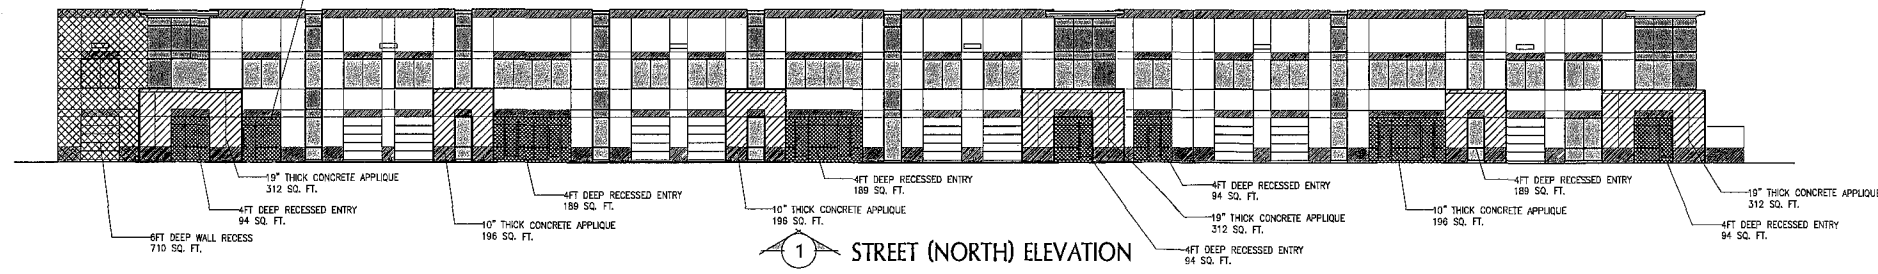 19" THICK CONCRETE APPLIQUE
312 SQ. FT.
4FT DEEP RECESSED ENTRY
94 SQ. FT.
6FT DEEP WALL RECESS
710 SQ. FT.
4FT DEEP RECESSED ENTRY
189 SQ. FT.
10" THICK CONCRETE APPLIQUE
196 SQ. FT.
4FT DEEP RECESSED ENTRY
189 SQ. FT.
10" THICK CONCRETE APPLIQUE
196 SQ. FT.
4FT DEEP RECESSED ENTRY
94 SQ. FT.
19" THICK CONCRETE APPLIQUE
312 SQ. FT.
4FT DEEP RECESSED ENTRY
94 SQ. FT.
4FT DEEP RECESSED ENTRY
189 SQ. FT.
10" THICK CONCRETE APPLIQUE
196 SQ. FT.
19" THICK CONCRETE APPLIQUE
312 SQ. FT.
4FT DEEP RECESSED ENTRY
94 SQ. FT.
1 STREET (NORTH) ELEVATION